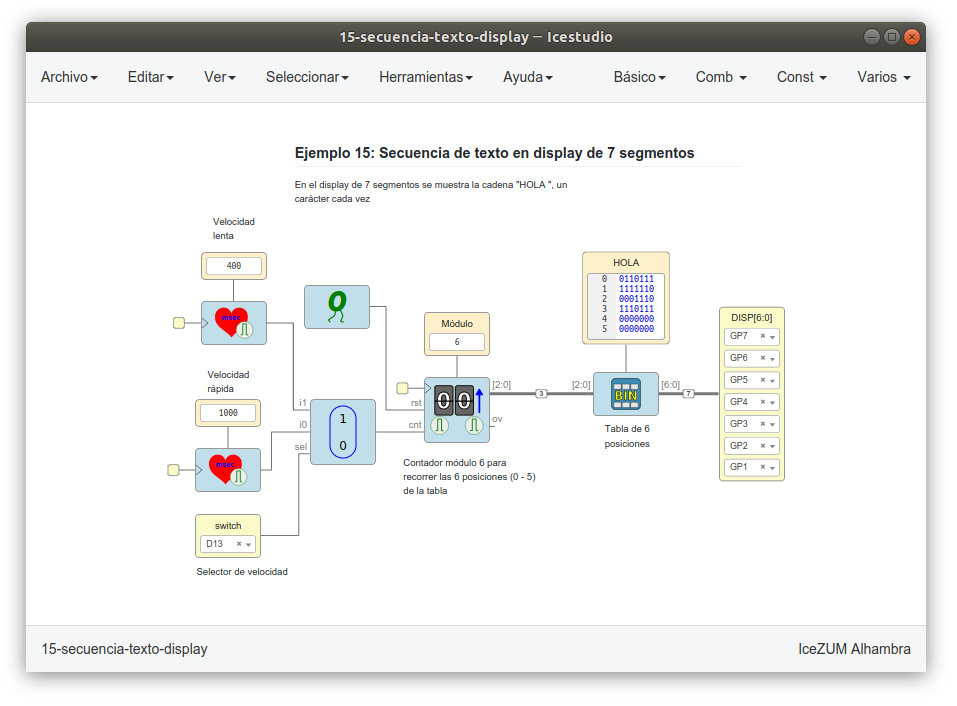 15-secuencia-texto-display — Icestudio
Archivo Editar Ver Seleccionar Herramientas Ayuda Básico Comb Const Varios
Ejemplo 15: Secuencia de texto en display de 7 segmentos
En el display de 7 segmentos se muestra la cadena "HOLA ", un
carácter cada vez
Velocidad
lenta
400
msec
0
Módulo
6
HOLA
0 0110111
1 1111110
2 0001110
3 1110111
4 0000000
5 0000000
DISP[6:0]
GP7
GP6
GP5
GP4
GP3
GP2
GP1
Velocidad
rápida
1000
msec
i1
i0
sel
1
0
rst
cnt
00
[2:0]
ov
3
[2:0]
BIN
[6:0]
7
Tabla de 6
posiciones
Contador módulo 6 para
recorrer las 6 posiciones (0 - 5)
de la tabla
switch
D13
Selector de velocidad
15-secuencia-texto-display
IceZUM Alhambra